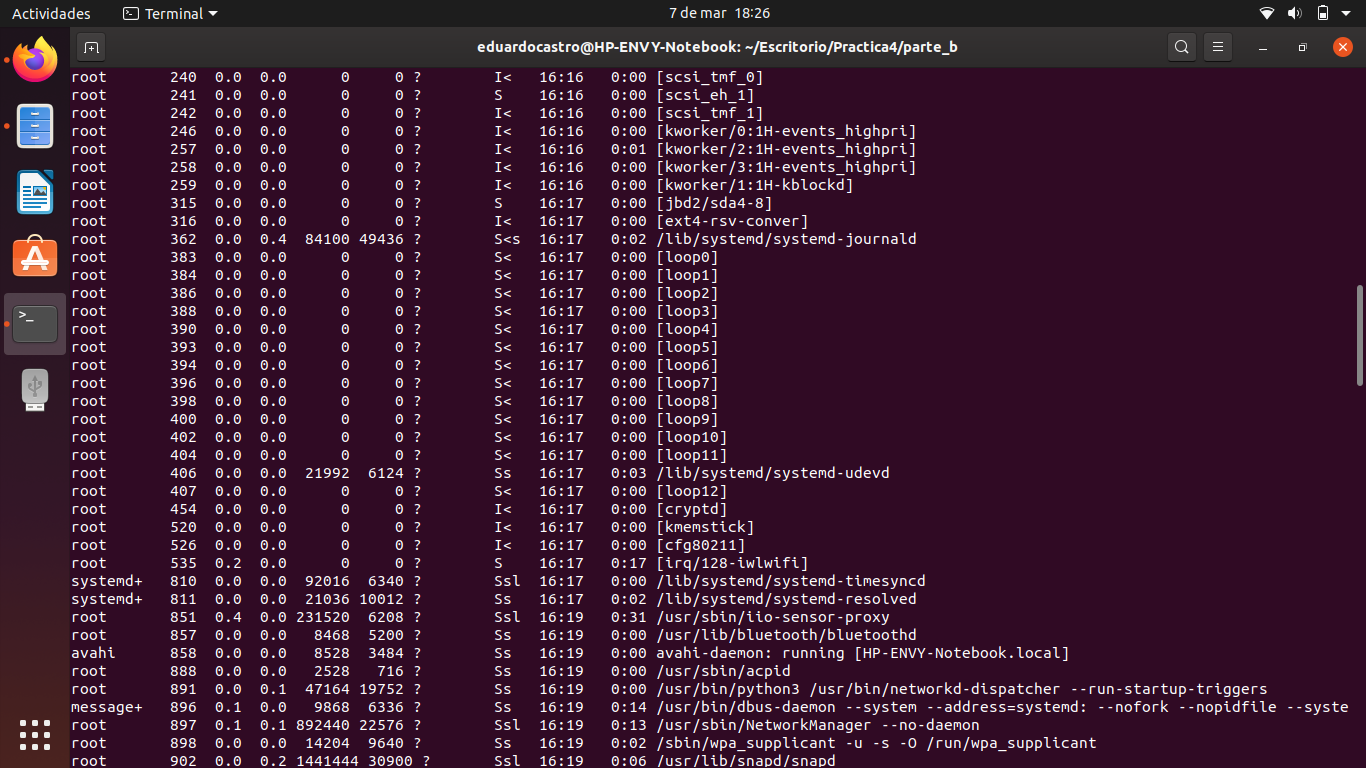 Actividades Terminal 7 de mar 18:26
eduardocastro@HP-ENVY-Notebook: ~/Escritorio/Practica4/parte_b
root 240 0.0 0.0 0 0 ? I< 16:16 0:00 [scsi_tmf_0]
root 241 0.0 0.0 0 0 ? S 16:16 0:00 [scsi_eh_1]
root 242 0.0 0.0 0 0 ? I< 16:16 0:00 [scsi_tmf_1]
root 246 0.0 0.0 0 0 ? I< 16:16 0:00 [kworker/0:1H-events_highpri]
root 257 0.0 0.0 0 0 ? I< 16:16 0:01 [kworker/2:1H-events_highpri]
root 258 0.0 0.0 0 0 ? I< 16:16 0:00 [kworker/3:1H-events_highpri]
root 259 0.0 0.0 0 0 ? I< 16:16 0:00 [kworker/1:1H-kblockd]
root 315 0.0 0.0 0 0 ? S 16:17 0:00 [jbd2/sda4-8]
root 316 0.0 0.0 0 0 ? I< 16:17 0:00 [ext4-rsv-conver]
root 362 0.0 0.4 84100 49436 ? S<s 16:17 0:02 /lib/systemd/systemd-journald
root 383 0.0 0.0 0 0 ? S< 16:17 0:00 [loop0]
root 384 0.0 0.0 0 0 ? S< 16:17 0:00 [loop1]
root 386 0.0 0.0 0 0 ? S< 16:17 0:00 [loop2]
root 388 0.0 0.0 0 0 ? S< 16:17 0:00 [loop3]
root 390 0.0 0.0 0 0 ? S< 16:17 0:00 [loop4]
root 393 0.0 0.0 0 0 ? S< 16:17 0:00 [loop5]
root 394 0.0 0.0 0 0 ? S< 16:17 0:00 [loop6]
root 396 0.0 0.0 0 0 ? S< 16:17 0:00 [loop7]
root 398 0.0 0.0 0 0 ? S< 16:17 0:00 [loop8]
root 400 0.0 0.0 0 0 ? S< 16:17 0:00 [loop9]
root 402 0.0 0.0 0 0 ? S< 16:17 0:00 [loop10]
root 404 0.0 0.0 0 0 ? S< 16:17 0:00 [loop11]
root 406 0.0 0.0 21992 6124 ? Ss 16:17 0:03 /lib/systemd/systemd-udevd
root 407 0.0 0.0 0 0 ? S< 16:17 0:00 [loop12]
root 454 0.0 0.0 0 0 ? I< 16:17 0:00 [cryptd]
root 520 0.0 0.0 0 0 ? I< 16:17 0:00 [kmemstick]
root 526 0.0 0.0 0 0 ? I< 16:17 0:00 [cfg80211]
root 535 0.2 0.0 0 0 ? S 16:17 0:17 [irq/128-iwlwifi]
systemd+ 810 0.0 0.0 92016 6340 ? Ssl 16:17 0:00 /lib/systemd/systemd-timesyncd
systemd+ 811 0.0 0.0 21036 10012 ? Ss 16:17 0:02 /lib/systemd/systemd-resolved
root 851 0.4 0.0 231520 6208 ? Ssl 16:19 0:31 /usr/sbin/iio-sensor-proxy
root 857 0.0 0.0 8468 5200 ? Ss 16:19 0:00 /usr/lib/bluetooth/bluetoothd
avahi 858 0.0 0.0 8528 3484 ? Ss 16:19 0:00 avahi-daemon: running [HP-ENVY-Notebook.local]
root 888 0.0 0.0 2528 716 ? Ss 16:19 0:00 /usr/sbin/acpid
root 891 0.0 0.1 47164 19752 ? Ss 16:19 0:00 /usr/bin/python3 /usr/bin/networkd-dispatcher --run-startup-triggers
message+ 896 0.1 0.0 9868 6336 ? Ss 16:19 0:14 /usr/bin/dbus-daemon --system --address=systemd: --nofork --nopidfile --syste
root 897 0.1 0.1 892440 22576 ? Ssl 16:19 0:13 /usr/sbin/NetworkManager --no-daemon
root 898 0.0 0.0 14204 9640 ? Ss 16:19 0:02 /sbin/wpa_supplicant -u -s -O /run/wpa_supplicant
root 902 0.0 0.2 1441444 30900 ? Ssl 16:19 0:06 /usr/lib/snapd/snapd